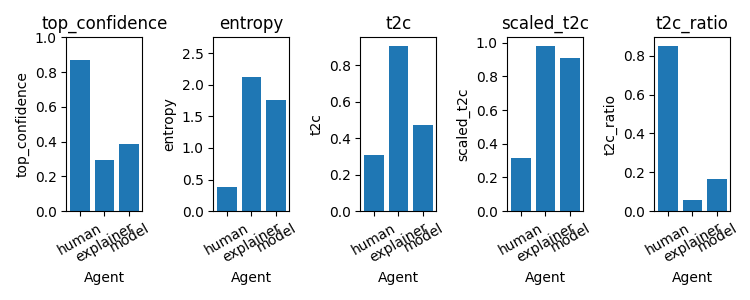 top_confidence
top_confidence
1.0
0.8
0.6
0.4
0.2
0.0
human
explainer
model
Agent
entropy
entropy
2.5
2.0
1.5
1.0
0.5
0.0
human
explainer
model
Agent
t2c
t2c
0.8
0.6
0.4
0.2
0.0
human
explainer
model
Agent
scaled_t2c
scaled_t2c
1.0
0.8
0.6
0.4
0.2
0.0
human
explainer
model
Agent
t2c_ratio
t2c_ratio
0.8
0.6
0.4
0.2
0.0
human
explainer
model
Agent